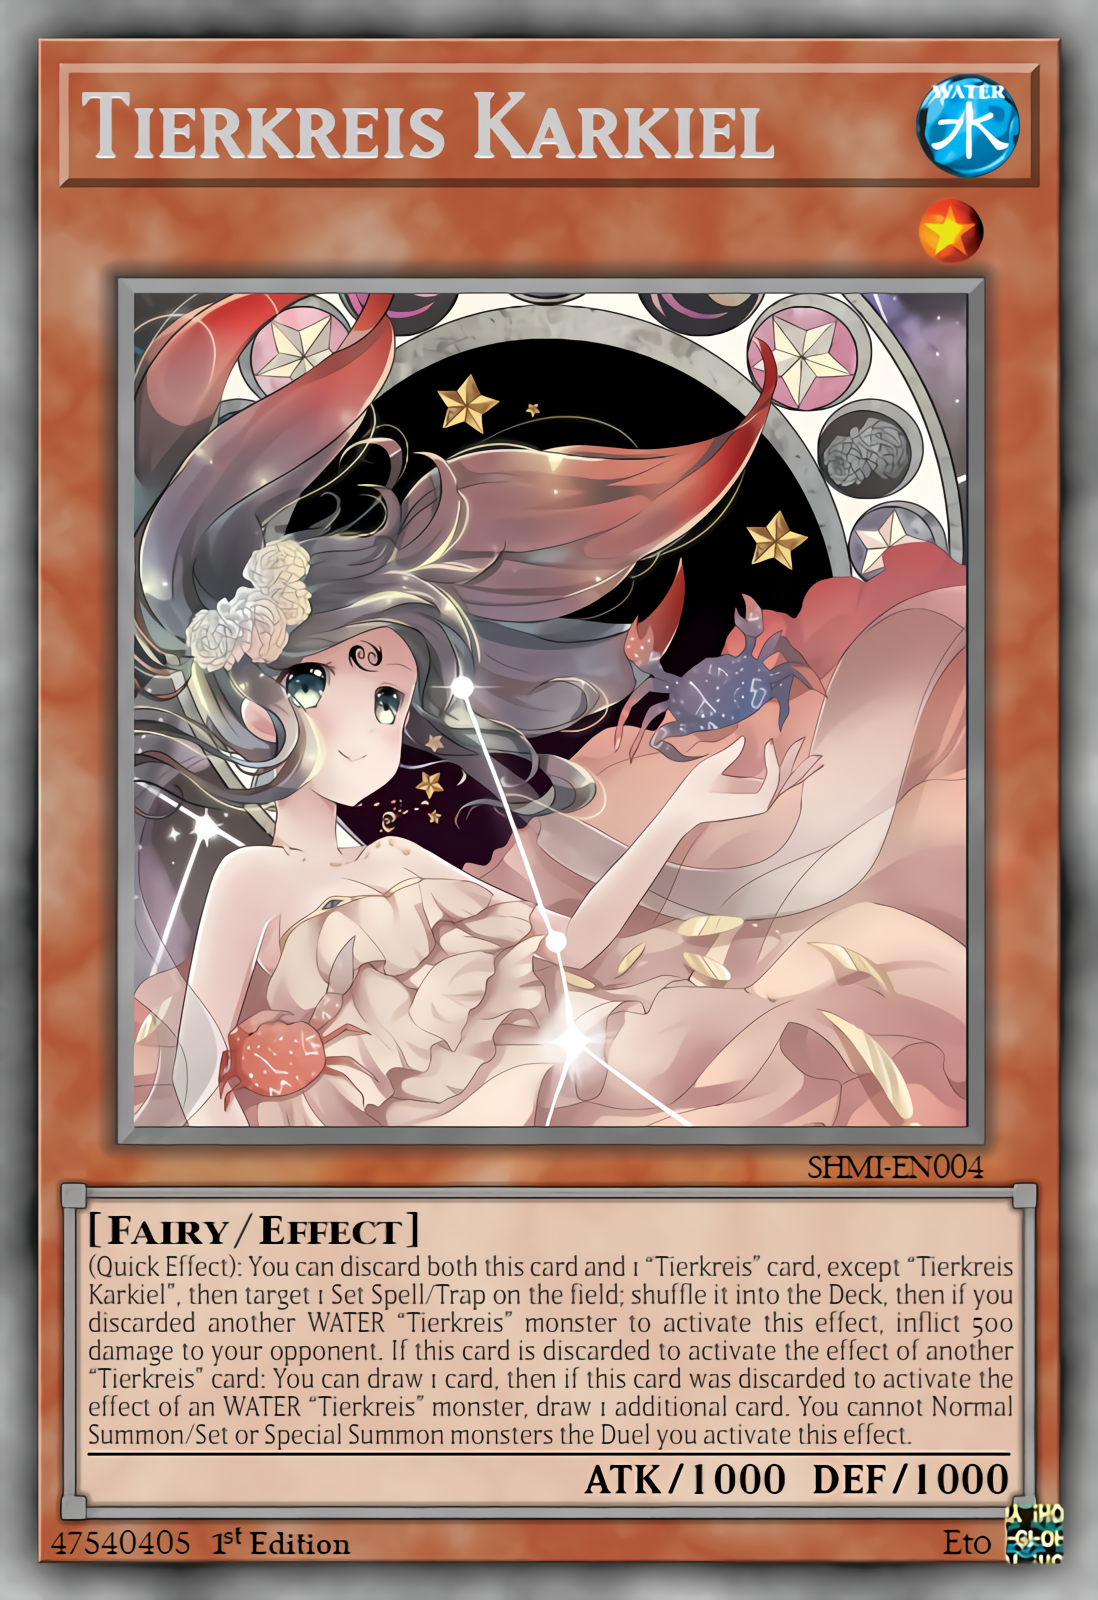 Tierkreis Karkiel
WATER
水
SHMI-EN004
[Fairy/Effect]
(Quick Effect): You can discard both this card and 1 “Tierkreis” card, except “Tierkreis
Karkiel”, then target 1 Set Spell/Trap on the field; shuffle it into the Deck, then if you
discarded another WATER “Tierkreis” monster to activate this effect, inflict 500
damage to your opponent. If this card is discarded to activate the effect of another
“Tierkreis” card: You can draw 1 card, then if this card was discarded to activate the
effect of an WATER “Tierkreis” monster, draw 1 additional card. You cannot Normal
Summon/Set or Special Summon monsters the Duel you activate this effect.
ATK/1000 DEF/1000
47540405 1st Edition
Eto